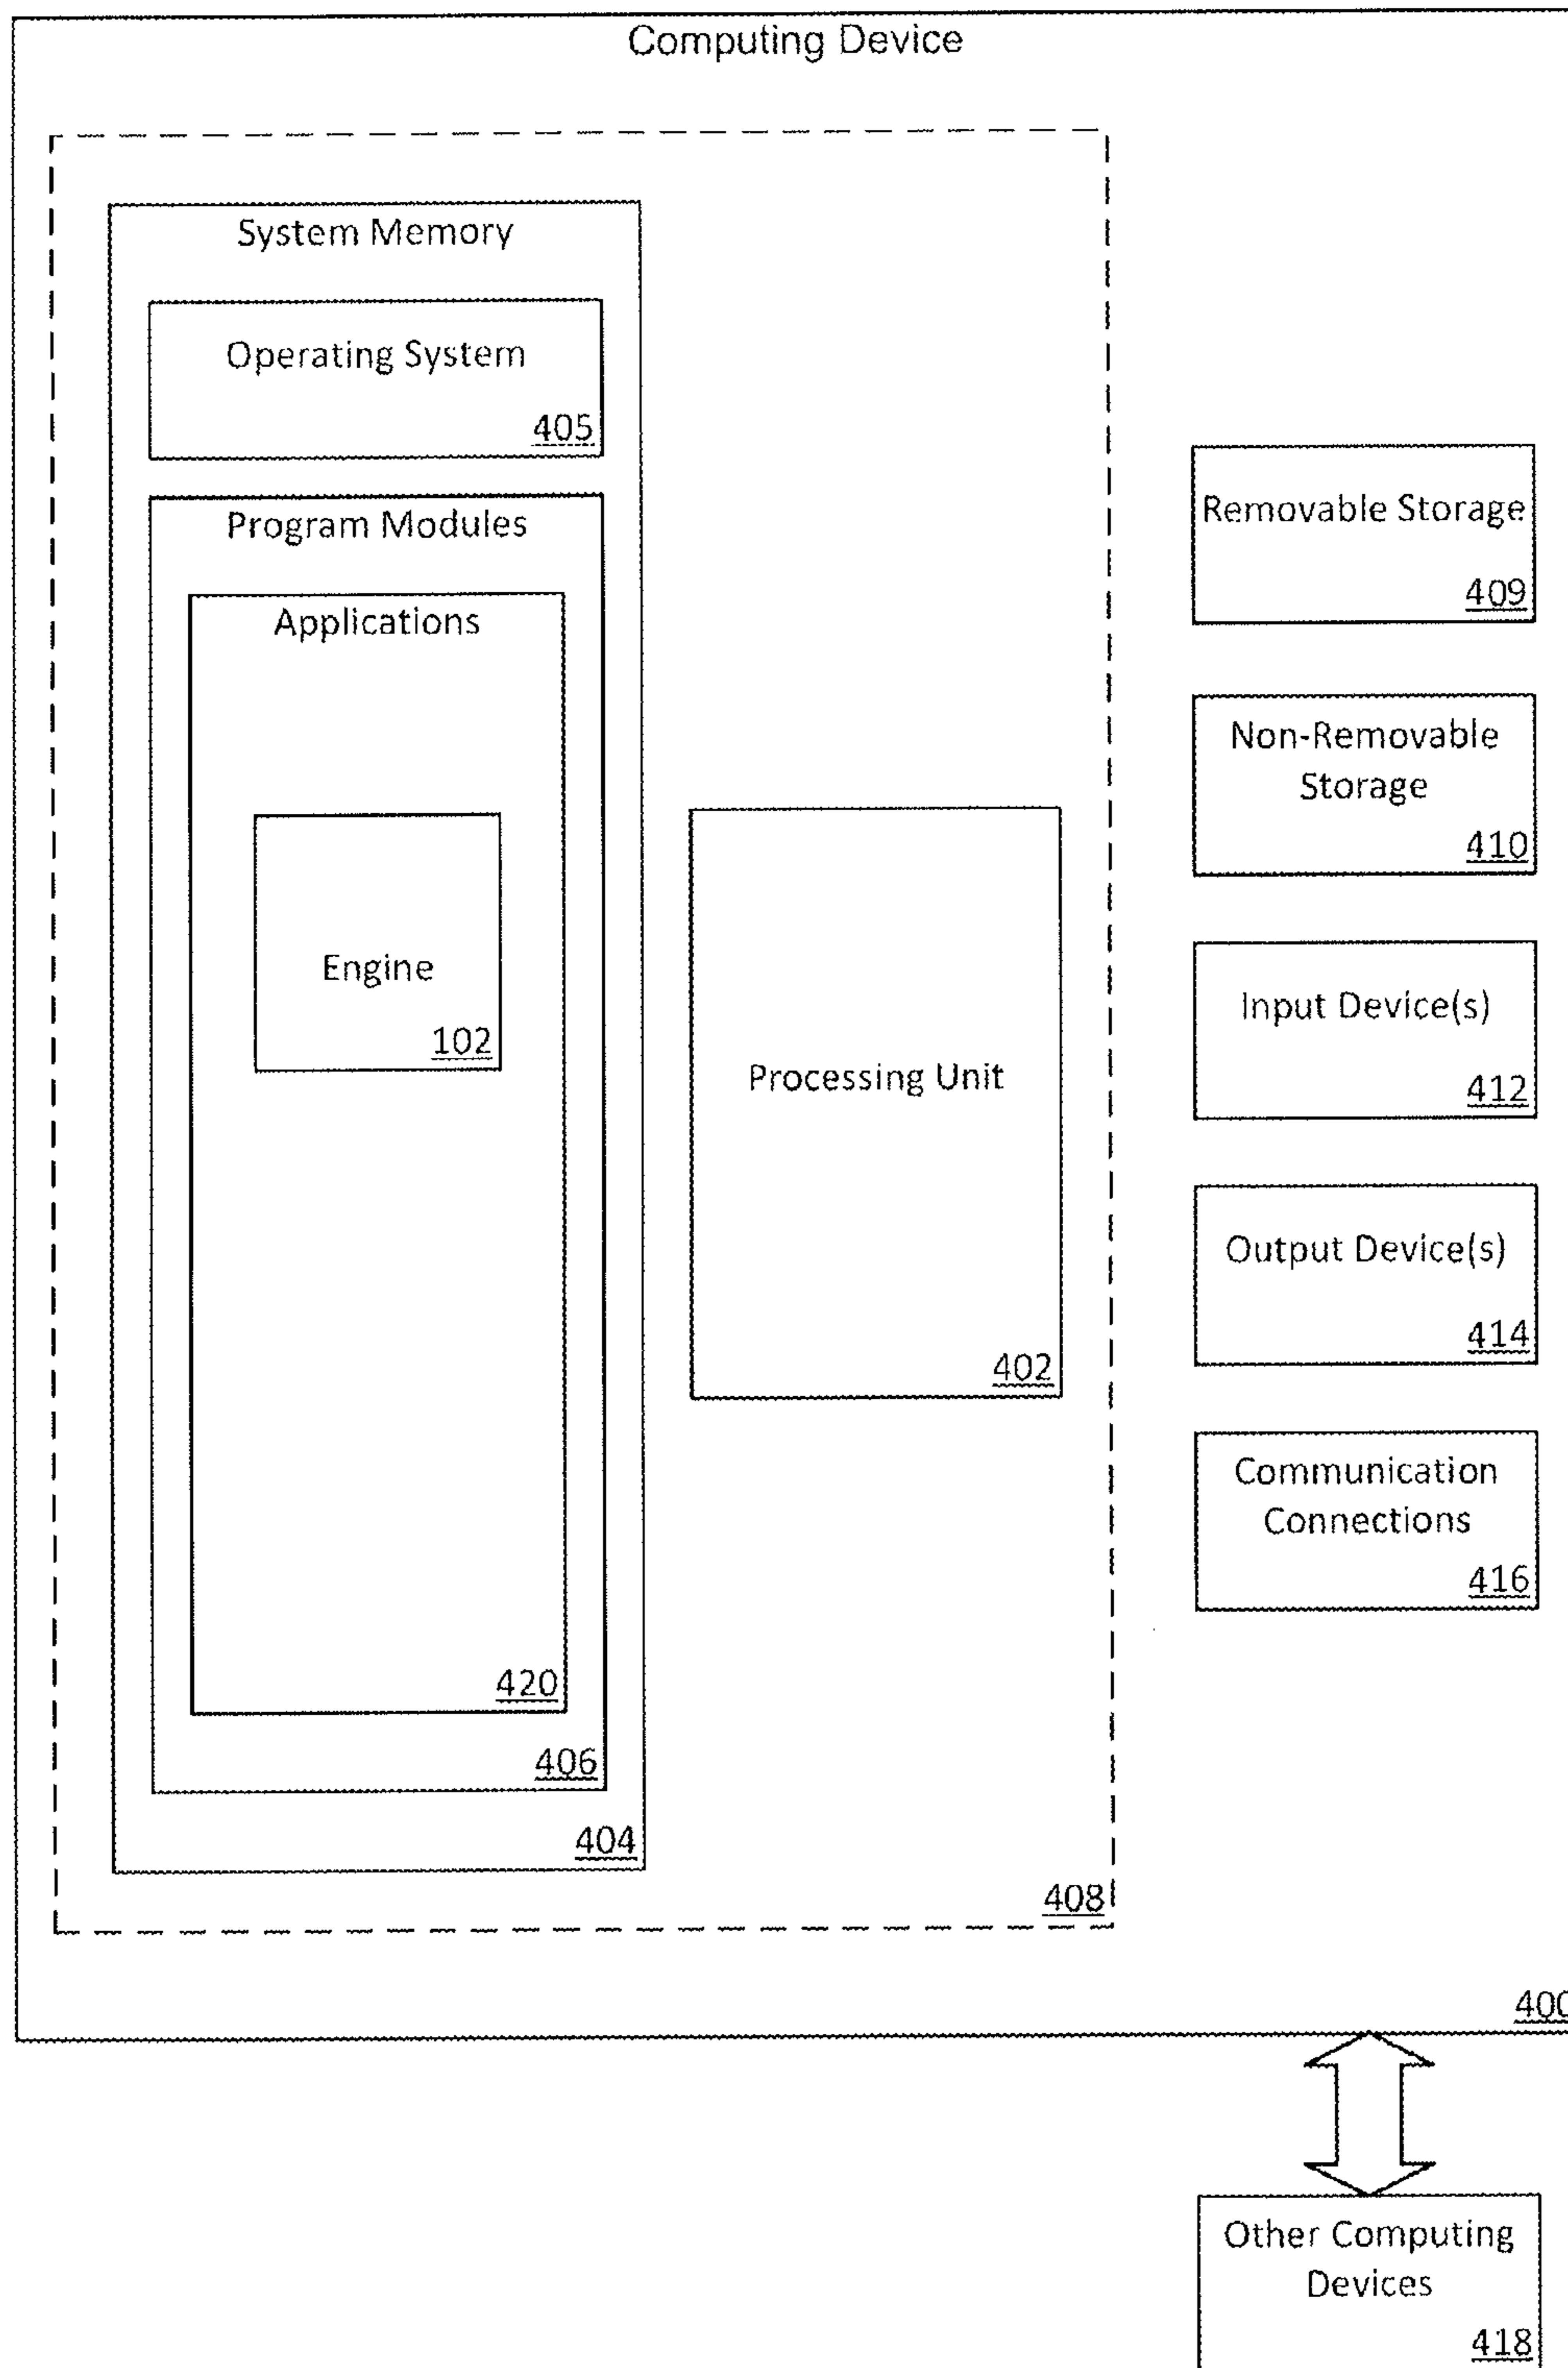 Computing Device
System Memory
Operating System
405
Program Modules
Applications
Engine
102
420
406
404
Processing Unit
402
408
Removable Storage
409
Non-Removable
Storage
410
Input Device(s)
412
Output Device(s)
414
Communication
Connections
416
400
Other Computing
Devices
418